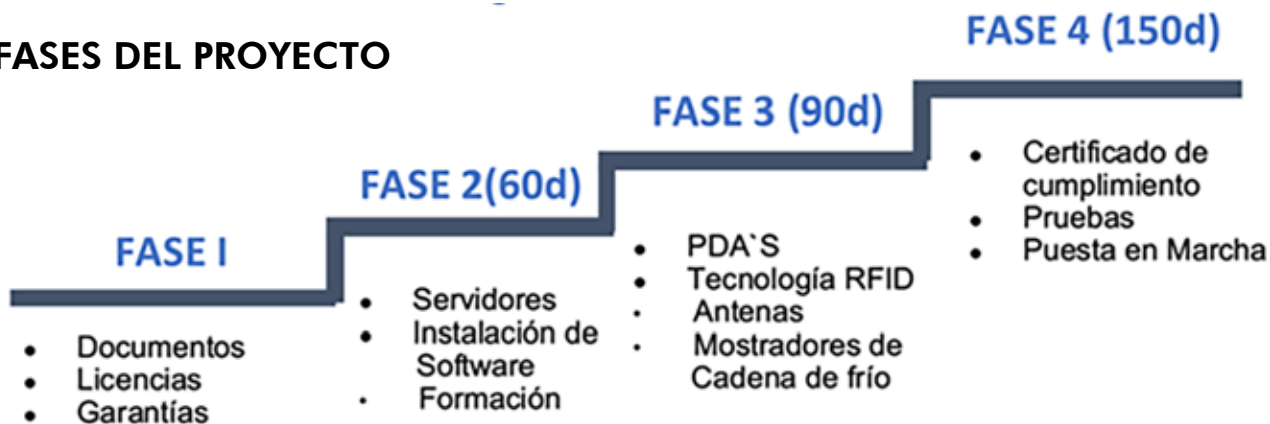 FASES DEL PROYECTO
FASE I
• Documentos
• Licencias
• Garantías
FASE 2(60d)
• Servidores
• Instalación de
Software
· Formación
FASE 3 (90d)
• PDA`S
• Tecnología RFID
· Antenas
· Mostradores de
Cadena de frío
FASE 4 (150d)
• Certificado de
cumplimiento
• Pruebas
• Puesta en Marcha